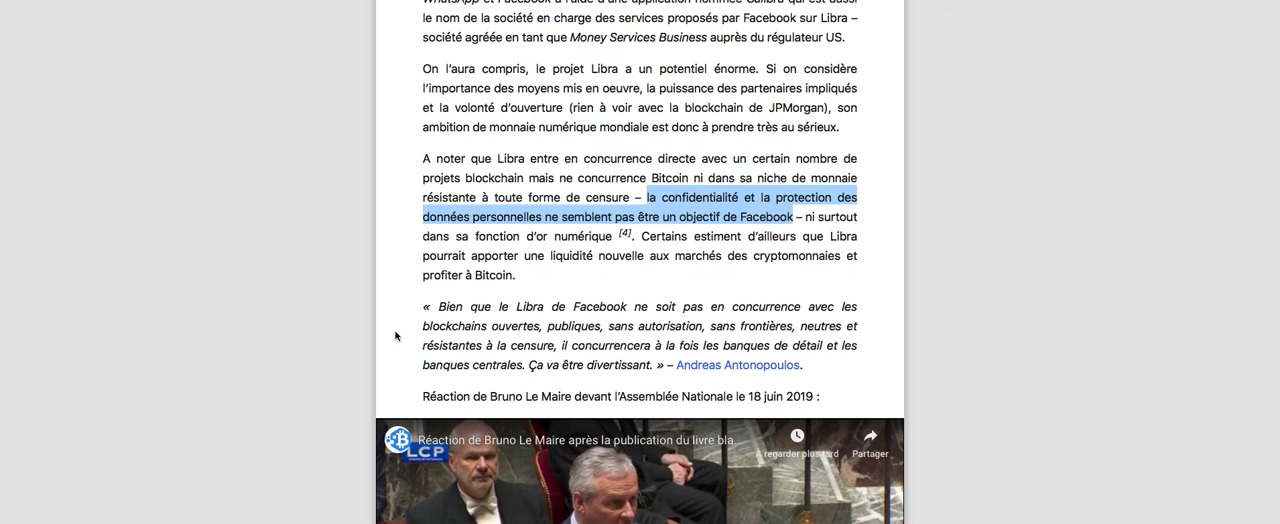 WhatsApp et Facebook à l'aide d'une application nommée Calibra qui est aussi
le nom de la société en charge des services proposés par Facebook sur Libra –
société agréée en tant que Money Services Business auprès du régulateur US.
On l'aura compris, le projet Libra a un potentiel énorme. Si on considère
l'importance des moyens mis en oeuvre, la puissance des partenaires impliqués
et la volonté d'ouverture (rien à voir avec la blockchain de JPMorgan), son
ambition de monnaie numérique mondiale est donc à prendre très au sérieux.
A noter que Libra entre en concurrence directe avec un certain nombre de
projets blockchain mais ne concurrence Bitcoin ni dans sa niche de monnaie
résistante à toute forme de censure – la confidentialité et la protection des
données personnelles ne semblent pas être un objectif de Facebook – ni surtout
dans sa fonction d'or numérique [4]. Certains estiment d'ailleurs que Libra
pourrait apporter une liquidité nouvelle aux marchés des cryptomonnaies et
profiter à Bitcoin.
« Bien que le Libra de Facebook ne soit pas en concurrence avec les
blockchains ouvertes, publiques, sans autorisation, sans frontières, neutres et
résistantes à la censure, il concurrencera à la fois les banques de détail et les
banques centrales. Ça va être divertissant. » – Andreas Antonopoulos.
Réaction de Bruno Le Maire devant l'Assemblée Nationale le 18 juin 2019 :
Réaction de Bruno Le Maire après la publication du livre bla...
LCP
A regarder plus tard
Partager